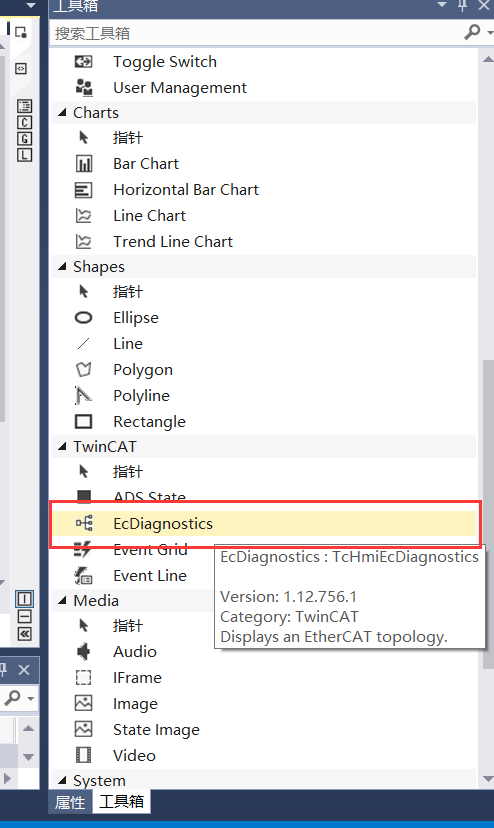 工具箱
搜索工具箱
Toggle Switch
User Management
Charts
指针
Bar Chart
Horizontal Bar Chart
Line Chart
Trend Line Chart
Shapes
指针
Ellipse
Line
Polygon
Polyline
Rectangle
TwinCAT
指针
ADS State
EcDiagnostics
Event Grid
EcDiagnostics : TcHmiEcDiagnostics
Event Line
Version: 1.12.756.1
Category: TwinCAT
Displays an EtherCAT topology.
Media
指针
Audio
IFrame
Image
State Image
Video
System
属性
工具箱
C
G
L